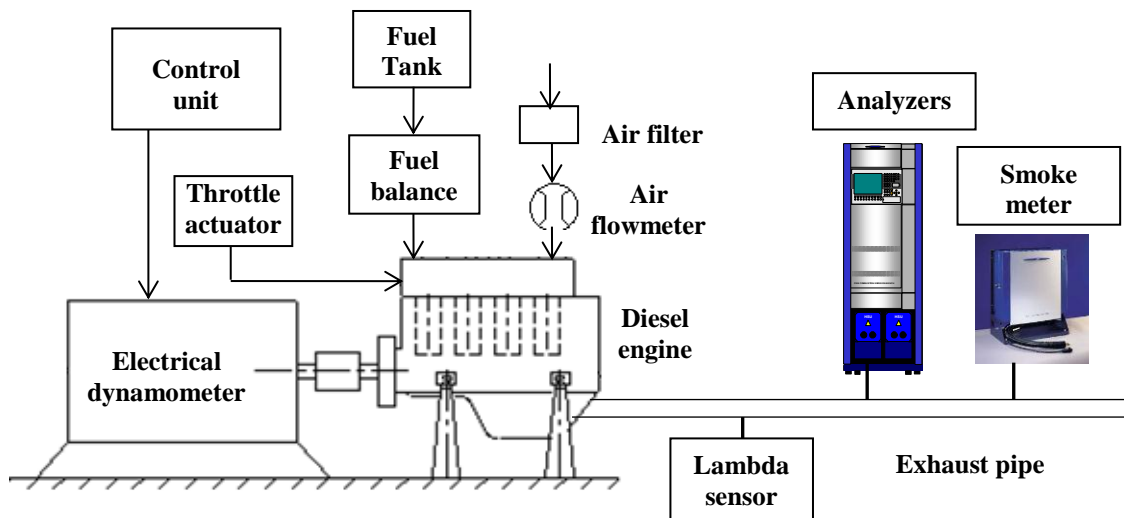 Control
unit
Fuel
Tank
Fuel
balance
Throttle
actuator
Air filter
Air
flowmeter
Analyzers
Smoke
meter
Electrical
dynamometer
Diesel
engine
Lambda
sensor
Exhaust pipe